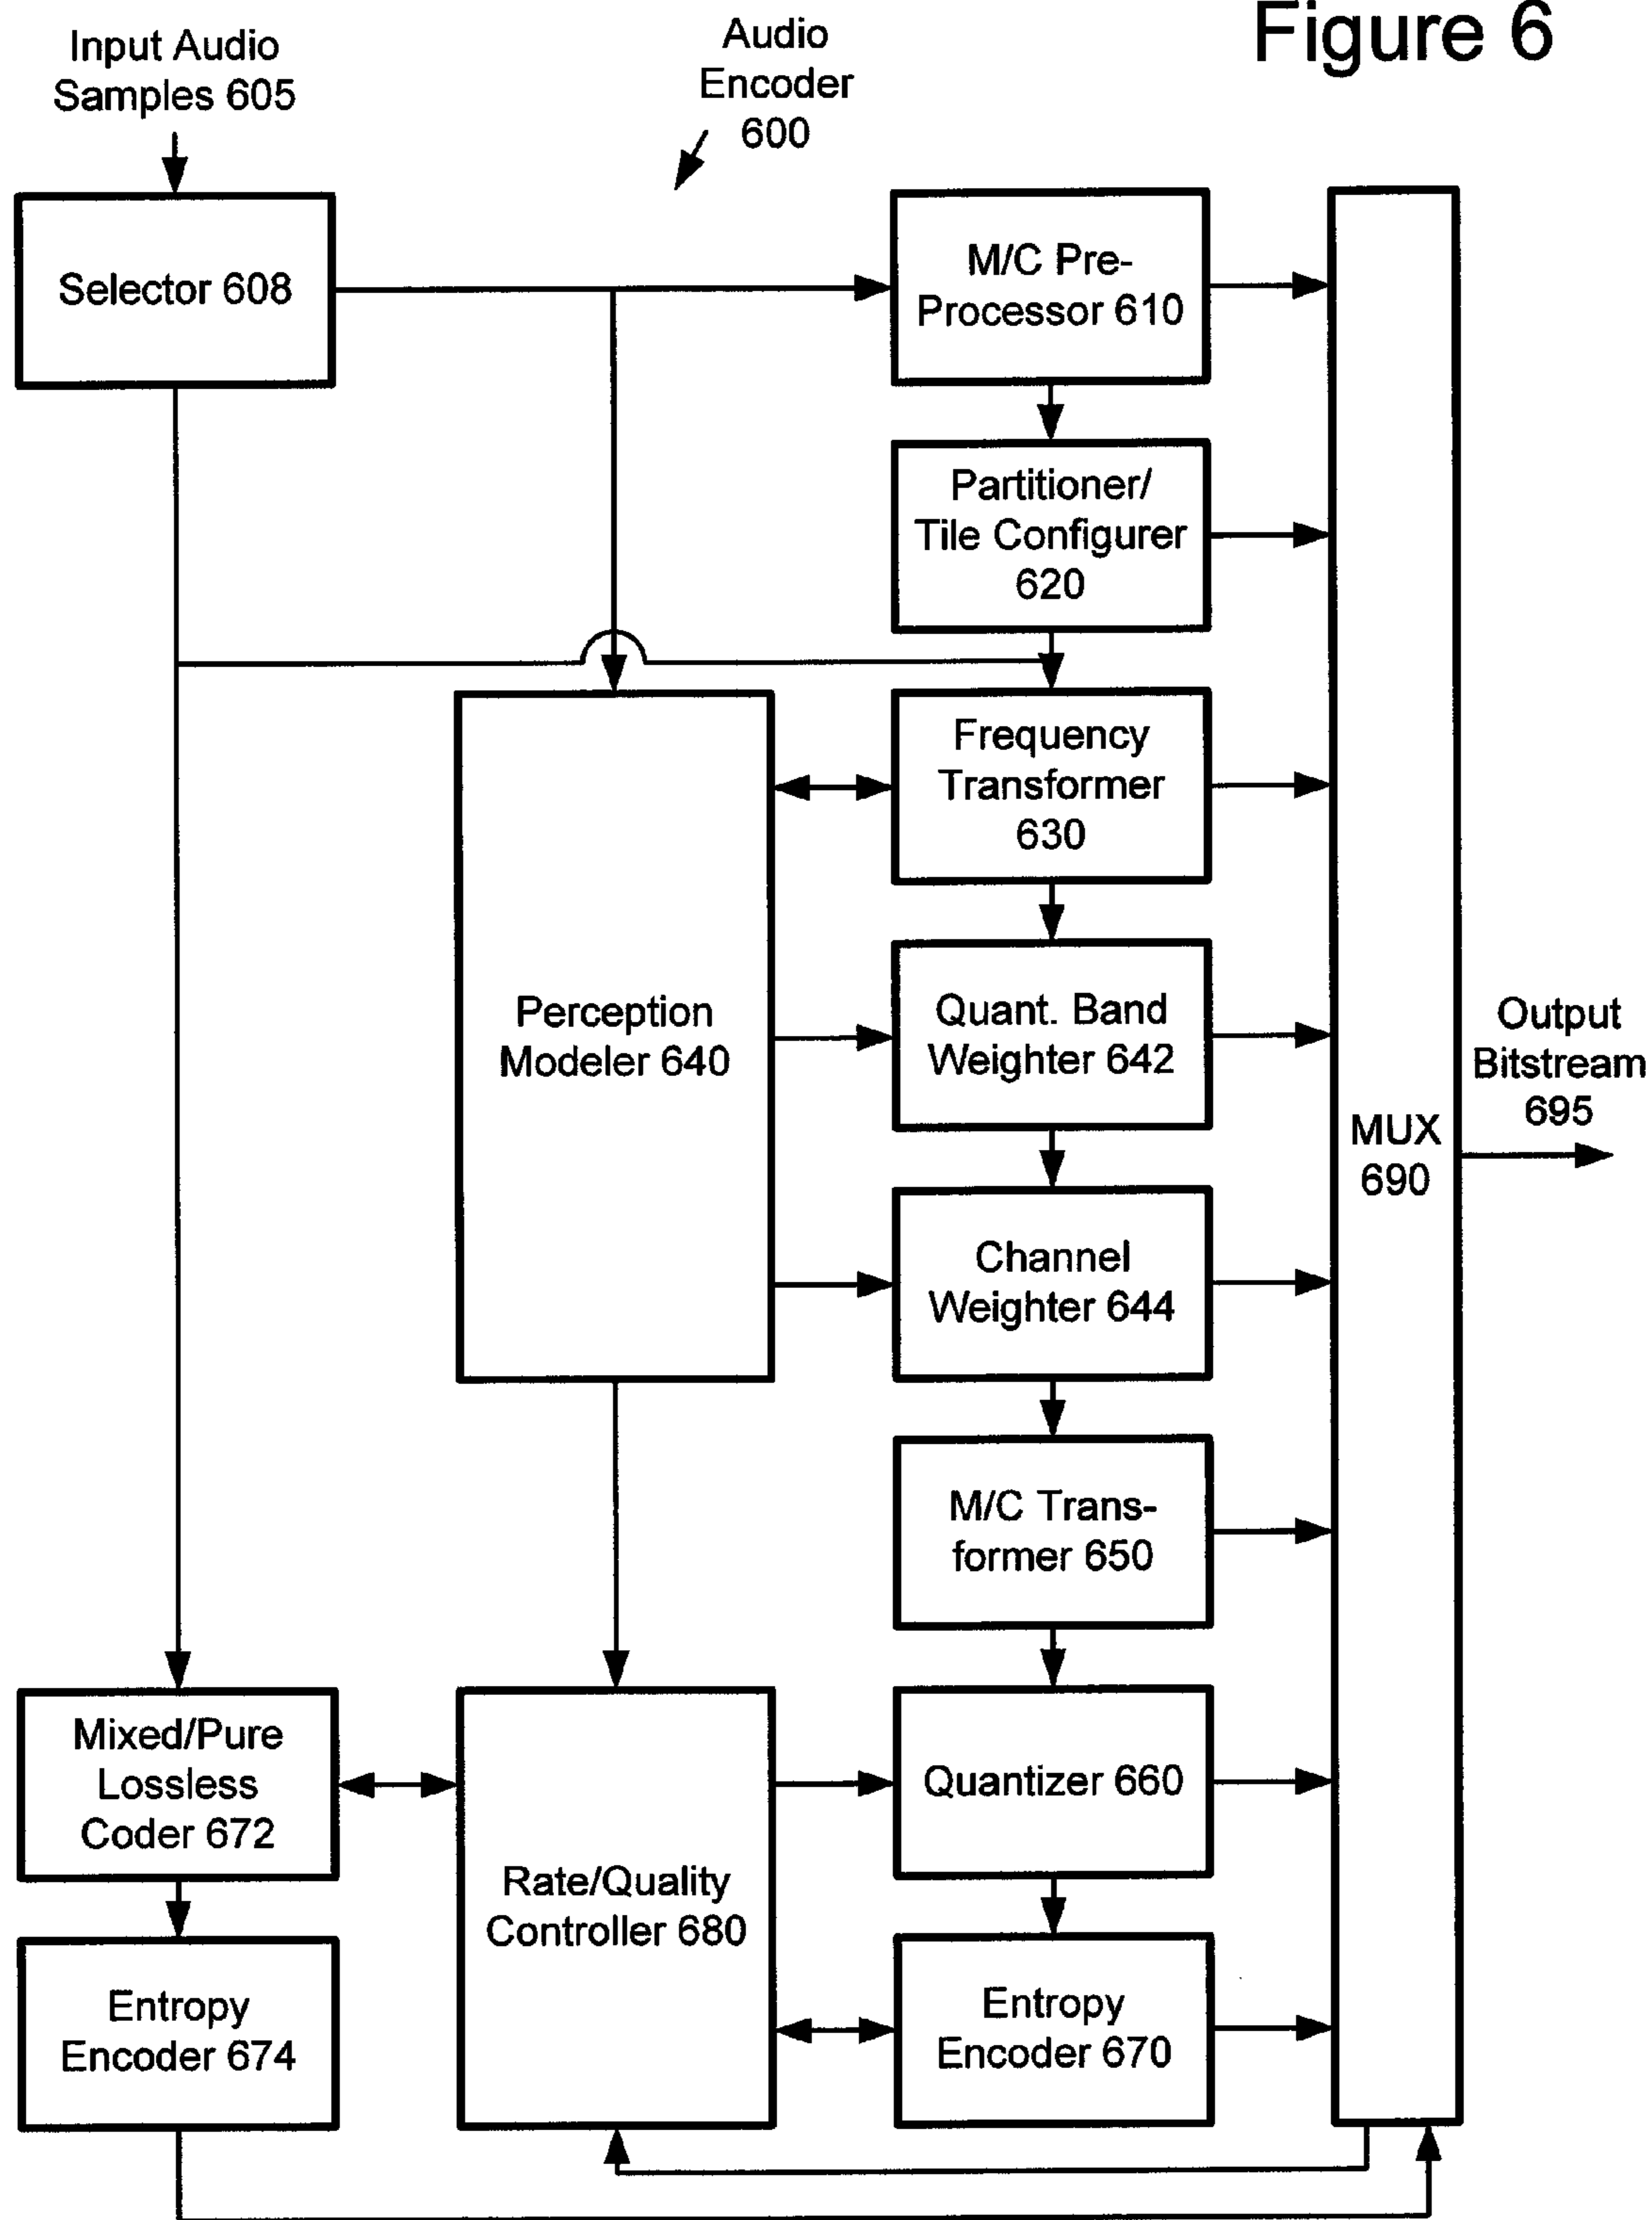 Figure 6
Input Audio
Samples 605
Audio
Encoder
600
Selector 608
M/C Pre-
Processor 610
Partitioner/
Tile Configurer
620
Frequency
Transformer
630
Perception
Modeler 640
Quant. Band
Weighter 642
Output
Bitstream
695
MUX
690
Channel
Weighter 644
M/C Trans-
former 650
Mixed/Pure
Lossless
Coder 672
Quantizer 660
Rate/Quality
Controller 680
Entropy
Encoder 674
Entropy
Encoder 670